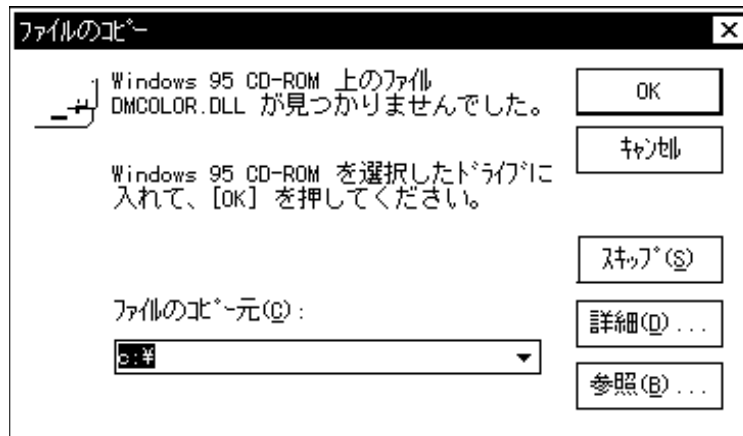 ﾌｧｲﾙのｺﾋﾟｰ
Windows 95 CD-ROM 上のﾌｧｲﾙ
DMCOLOR.DLL が見つかりませんでした。
Windows 95 CD-ROM を選択したﾄﾞﾗｲﾌﾞに
入れて、[OK] を押してください。
ﾌｧｲﾙのｺﾋﾟｰ元(C):
c:¥
OK
ｷｬﾝｾﾙ
ｽｷｯﾌﾟ(S)
詳細(D)...
参照(B)...